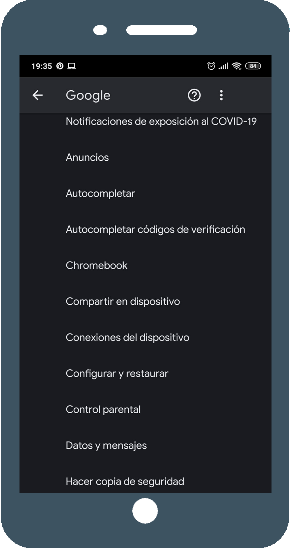 19:35
84
Google
Notificaciones de exposición al COVID-19
Anuncios
Autocompletar
Autocompletar códigos de verificación
Chromebook
Compartir en dispositivo
Conexiones del dispositivo
Configurar y restaurar
Control parental
Datos y mensajes
Hacer copia de seguridad